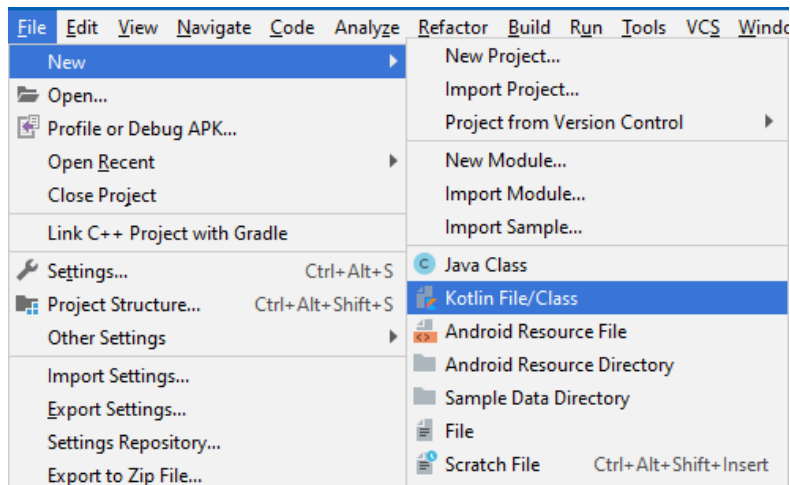 File Edit View Navigate Code Analyze Refactor Build Run Tools VCS Windo
New
Open...
Profile or Debug APK...
Open Recent
Close Project
Link C++ Project with Gradle
Settings... Ctrl+Alt+S
Project Structure... Ctrl+Alt+Shift+S
Other Settings
Import Settings...
Export Settings...
Settings Repository...
Export to Zip File...
New Project...
Import Project...
Project from Version Control
New Module...
Import Module...
Import Sample...
C Java Class
Kotlin File/Class
Android Resource File
Android Resource Directory
Sample Data Directory
File
Scratch File Ctrl+Alt+Shift+Insert